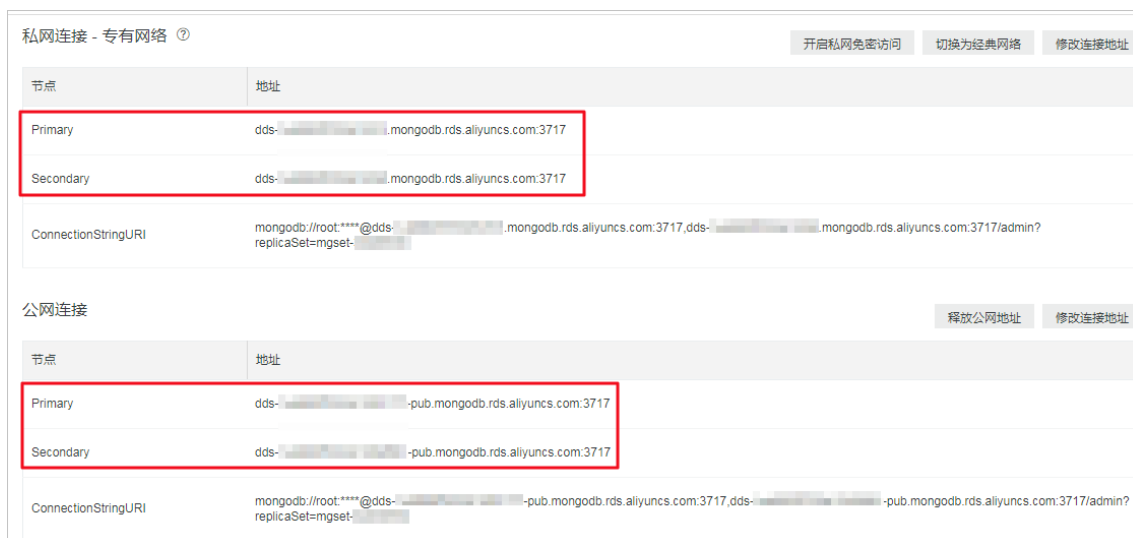 私网连接 - 专有网络 ?
开启私网免密访问 切换为经典网络 修改连接地址
节点 地址
Primary dds- .mongodb.rds.aliyuncs.com:3717
Secondary dds- .mongodb.rds.aliyuncs.com:3717
ConnectionStringURI mongodb://root:****@dds- .mongodb.rds.aliyuncs.com:3717,dds- .mongodb.rds.aliyuncs.com:3717/admin?
replicaSet=mgset-
公网连接
释放公网地址 修改连接地址
节点 地址
Primary dds- -pub.mongodb.rds.aliyuncs.com:3717
Secondary dds- -pub.mongodb.rds.aliyuncs.com:3717
ConnectionStringURI mongodb://root:****@dds- -pub.mongodb.rds.aliyuncs.com:3717,dds- -pub.mongodb.rds.aliyuncs.com:3717/admin?
replicaSet=mgset-